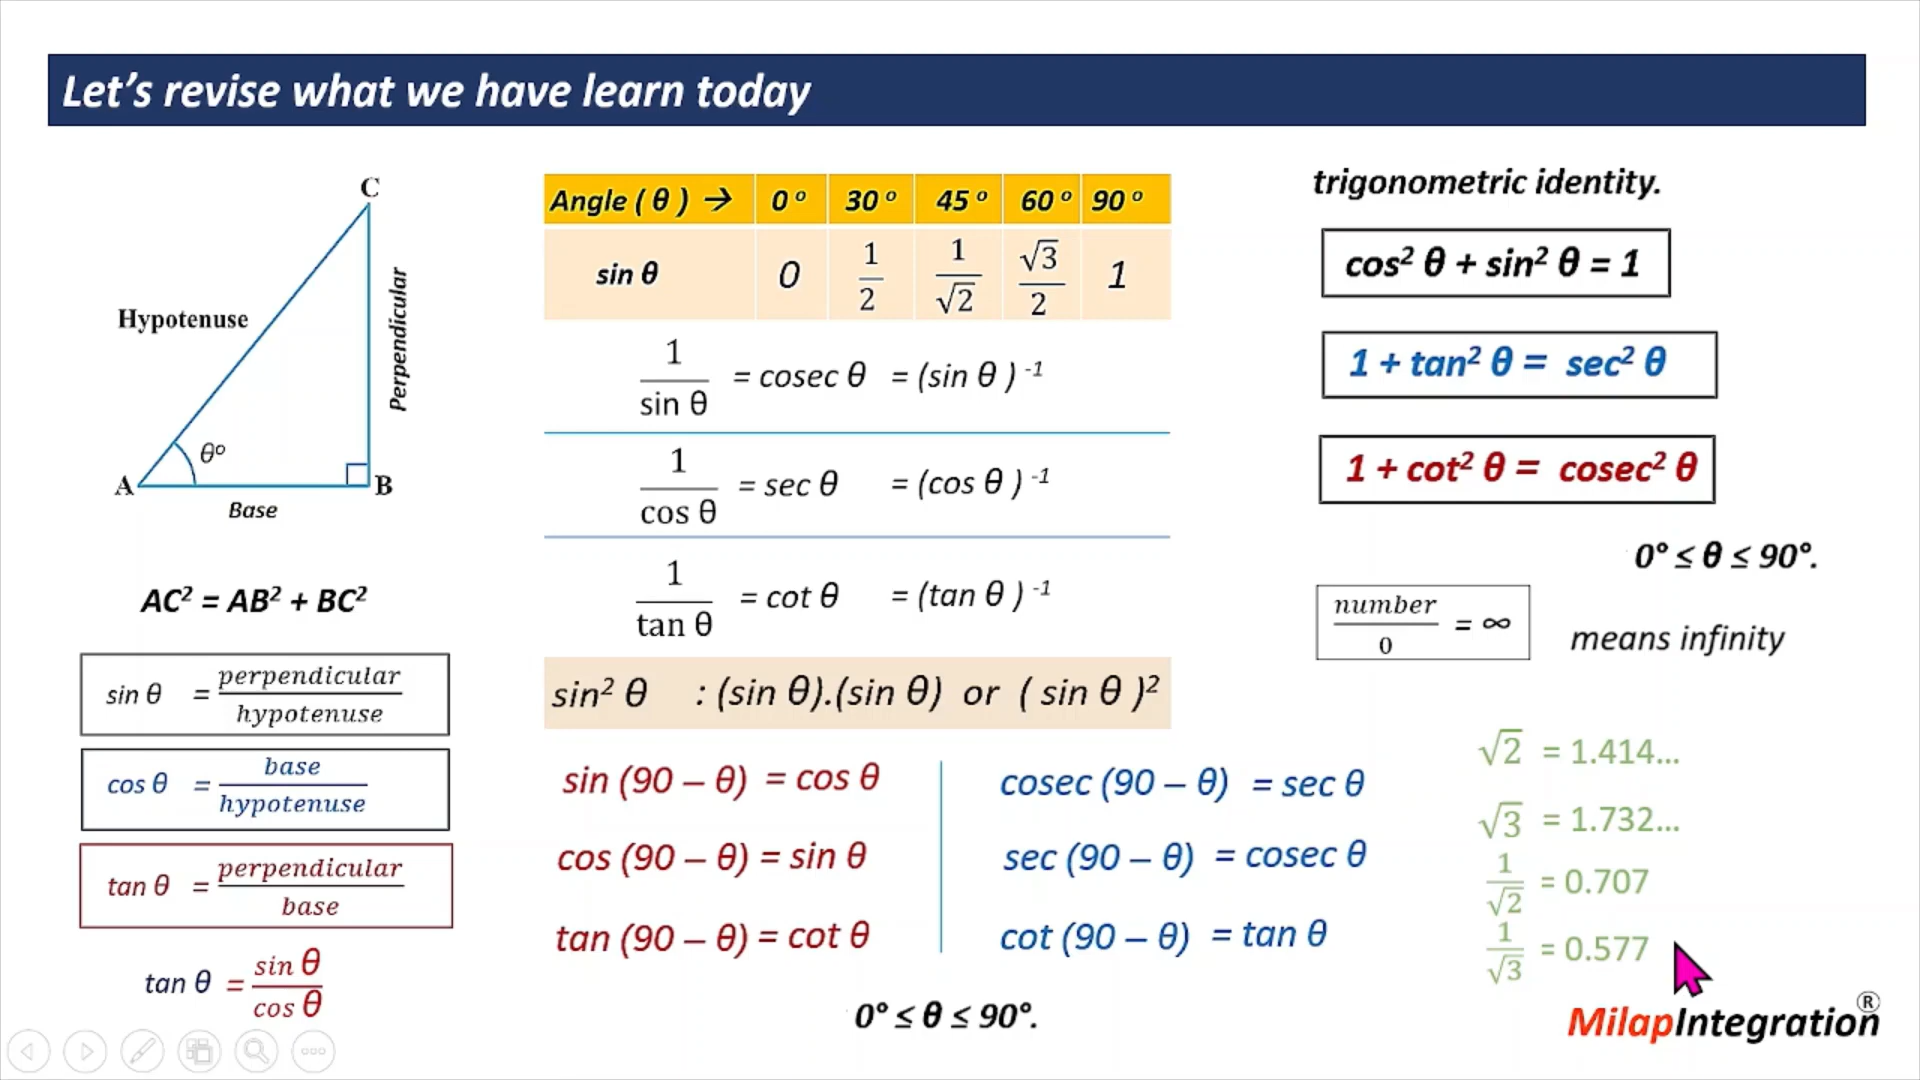 Let's revise what we have learn today
C
Hypotenuse
Perpendicular
θ°
A
B
Base
AC² = AB² + BC²
sin θ = perpendicular / hypotenuse
cos θ = base / hypotenuse
tan θ = perpendicular / base
tan θ = sin θ / cos θ
Angle ( θ ) → 0° 30° 45° 60° 90°
sin θ 0 1/2 1/√2 √3/2 1
1/sin θ = cosec θ = (sin θ )⁻¹
1/cos θ = sec θ = (cos θ )⁻¹
1/tan θ = cot θ = (tan θ )⁻¹
sin² θ : (sin θ).(sin θ) or ( sin θ )²
sin (90 – θ) = cos θ
cos (90 – θ) = sin θ
tan (90 – θ) = cot θ
cosec (90 – θ) = sec θ
sec (90 – θ) = cosec θ
cot (90 – θ) = tan θ
0° ≤ θ ≤ 90°.
trigonometric identity.
cos² θ + sin² θ = 1
1 + tan² θ = sec² θ
1 + cot² θ = cosec² θ
0° ≤ θ ≤ 90°.
number / 0 = ∞ means infinity
√2 = 1.414...
√3 = 1.732...
1/√2 = 0.707
1/√3 = 0.577
MilapIntegration®